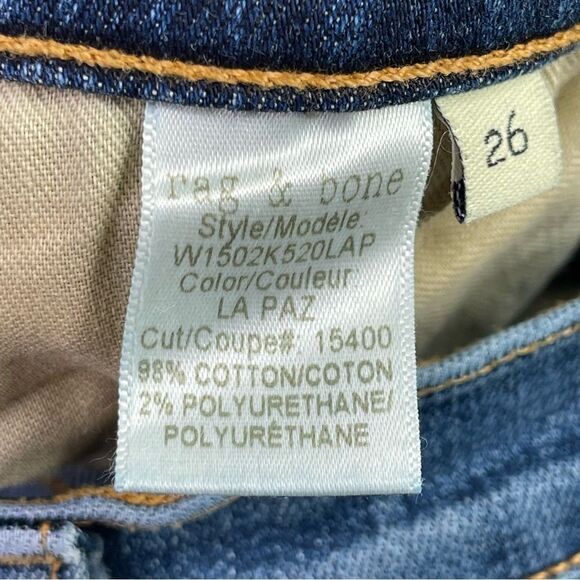 rag & bone
Style/Modèle:
W1502K520LAP
Color/Couleur:
LA PAZ
Cut/Coupe#: 15400
98% COTTON/COTON
2% POLYURETHANE/
POLYURÉTHANE
26